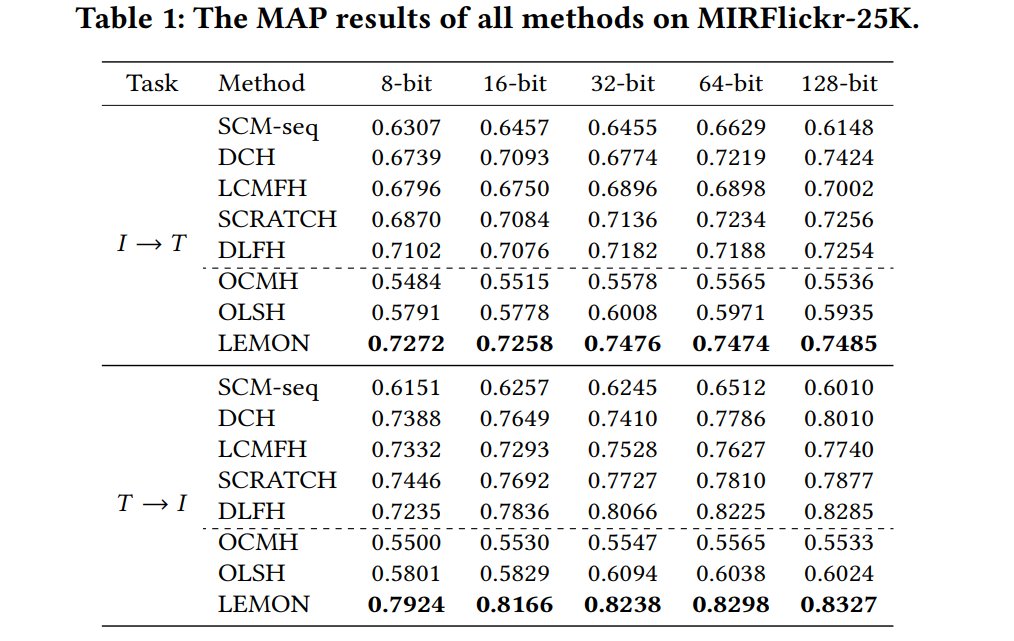 Table 1: The MAP results of all methods on MIRFlickr-25K.
Task Method 8-bit 16-bit 32-bit 64-bit 128-bit
SCM-seq 0.6307 0.6457 0.6455 0.6629 0.6148
DCH 0.6739 0.7093 0.6774 0.7219 0.7424
LCMFH 0.6796 0.6750 0.6896 0.6898 0.7002
SCRATCH 0.6870 0.7084 0.7136 0.7234 0.7256
I → T
DLFH 0.7102 0.7076 0.7182 0.7188 0.7254
OCMH 0.5484 0.5515 0.5578 0.5565 0.5536
OLSH 0.5791 0.5778 0.6008 0.5971 0.5935
LEMON 0.7272 0.7258 0.7476 0.7474 0.7485
SCM-seq 0.6151 0.6257 0.6245 0.6512 0.6010
DCH 0.7388 0.7649 0.7410 0.7786 0.8010
LCMFH 0.7332 0.7293 0.7528 0.7627 0.7740
SCRATCH 0.7446 0.7692 0.7727 0.7810 0.7877
T → I
DLFH 0.7235 0.7836 0.8066 0.8225 0.8285
OCMH 0.5500 0.5530 0.5547 0.5565 0.5533
OLSH 0.5801 0.5829 0.6094 0.6038 0.6024
LEMON 0.7924 0.8166 0.8238 0.8298 0.8327